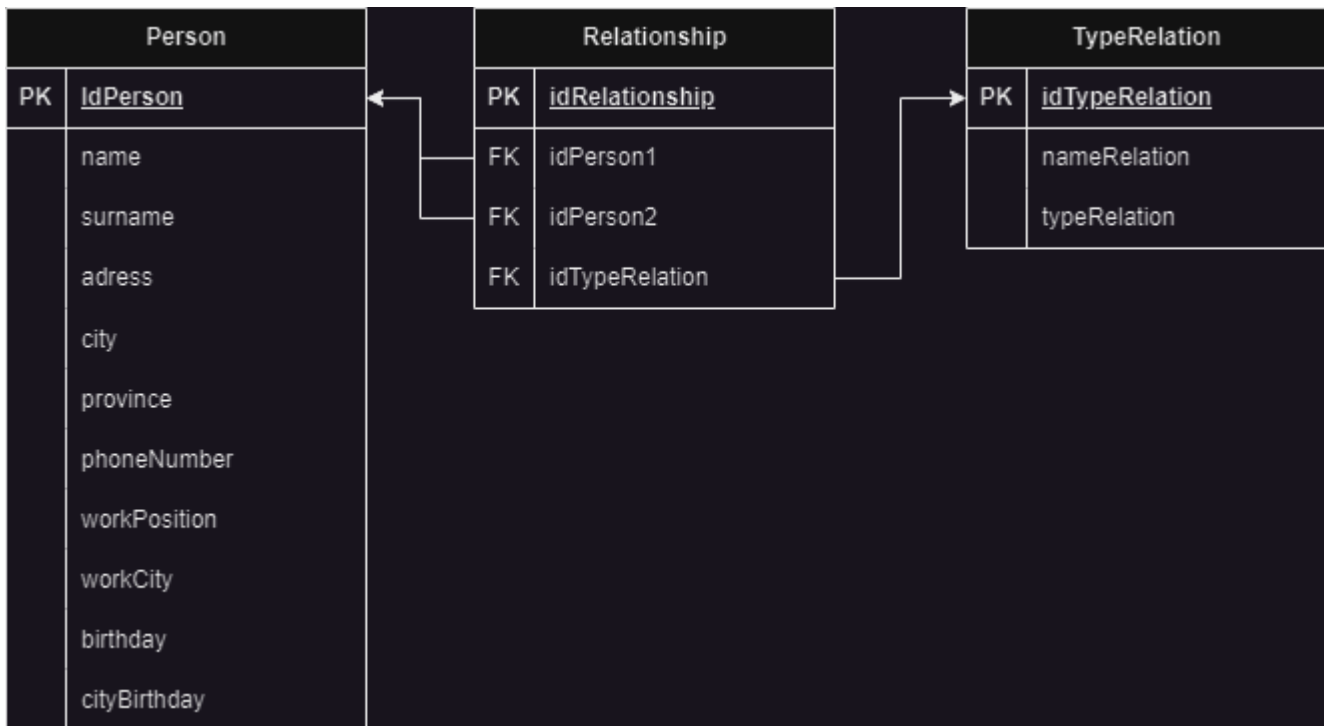 Person
PK IdPerson
name
surname
adress
city
province
phoneNumber
workPosition
workCity
birthday
cityBirthday
Relationship
PK idRelationship
FK idPerson1
FK idPerson2
FK idTypeRelation
TypeRelation
PK idTypeRelation
nameRelation
typeRelation